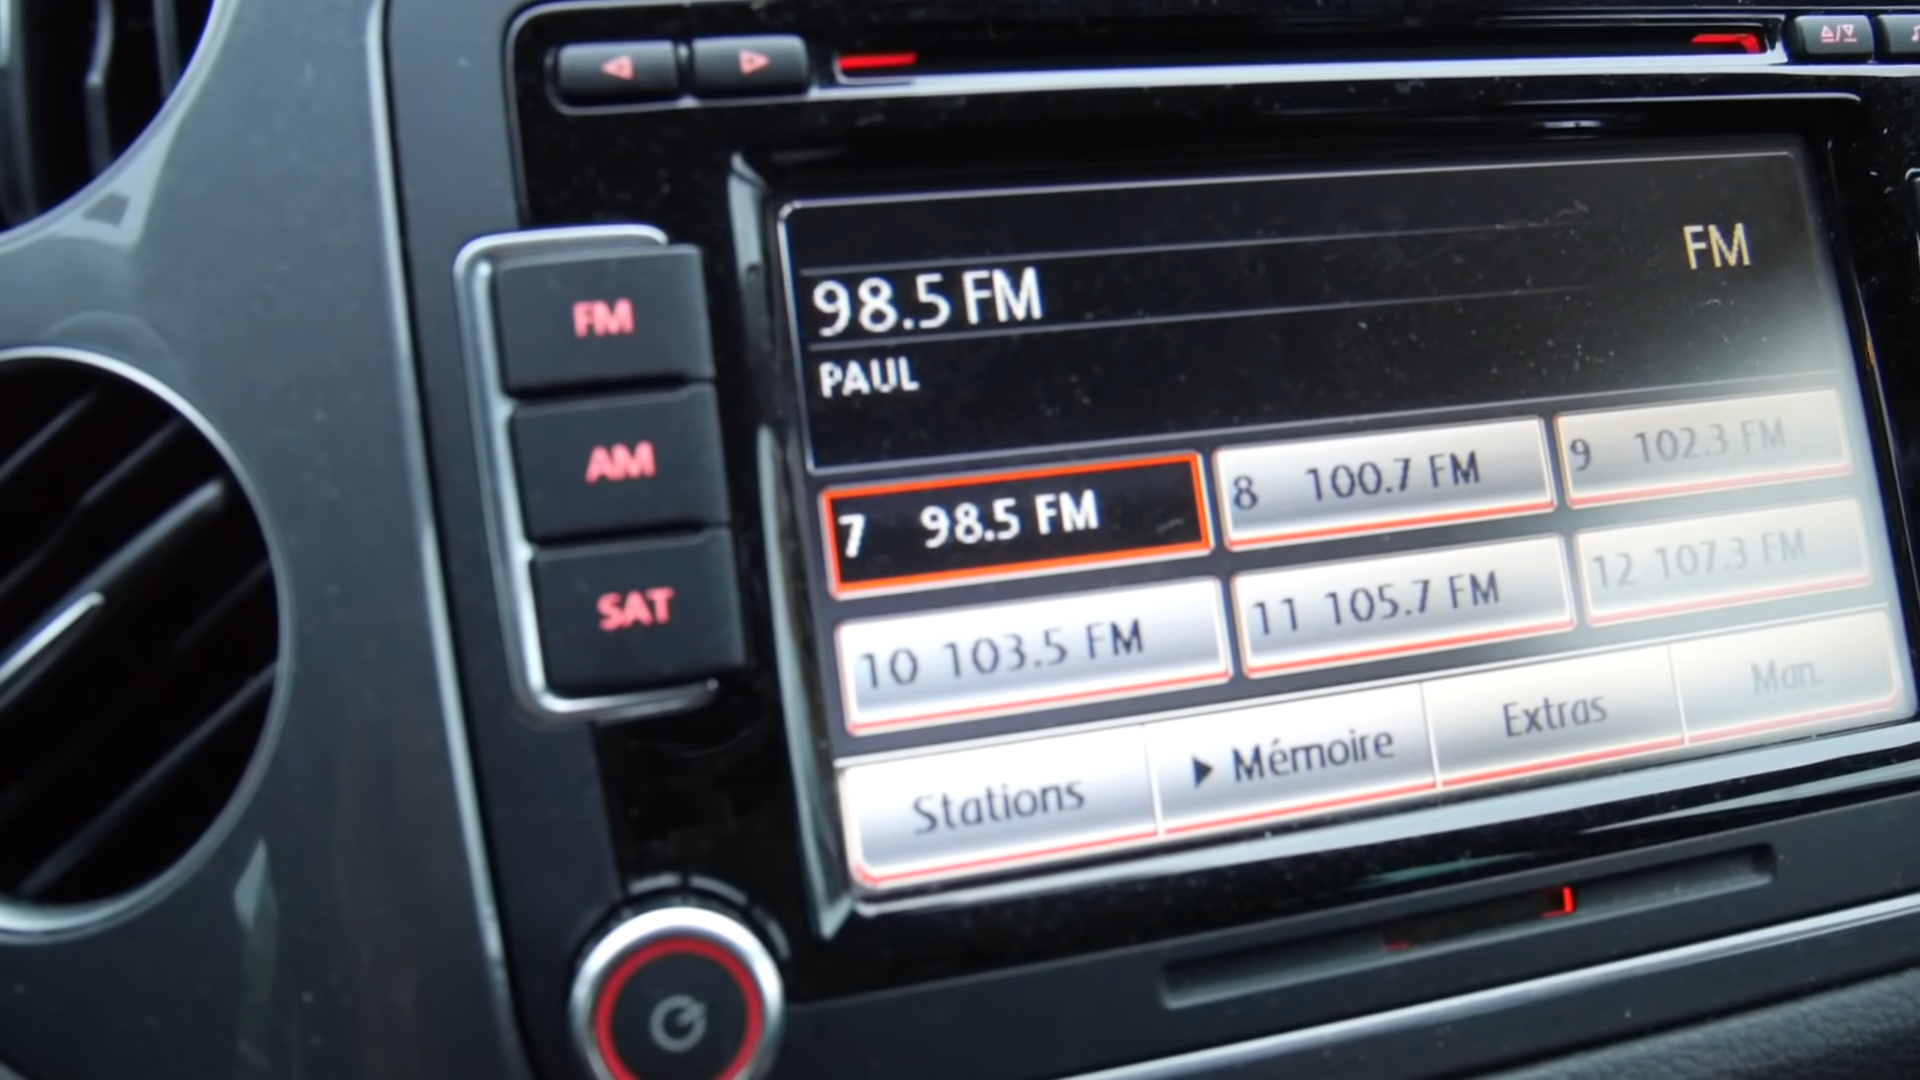 FM
AM
SAT
98.5 FM
FM
PAUL
7 98.5 FM
8 100.7 FM
9 102.3 FM
10 103.5 FM
11 105.7 FM
12 107.3 FM
Stations
Mémoire
Extras
Man.